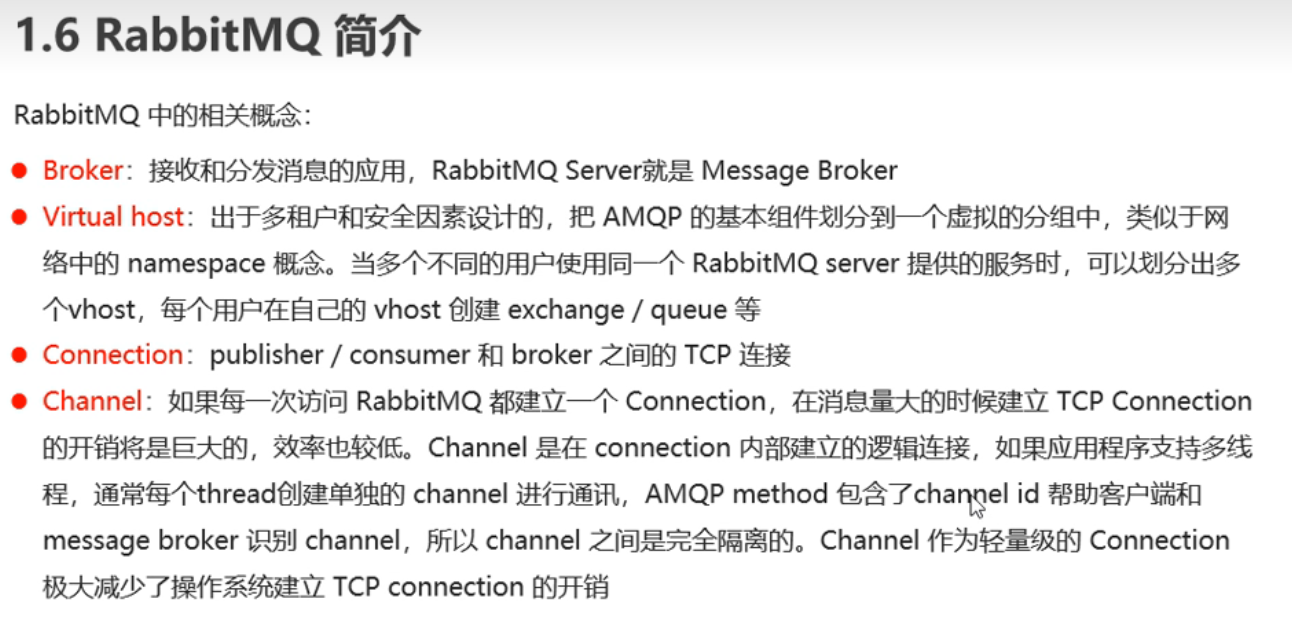 1.6 RabbitMQ 简介
RabbitMQ 中的相关概念：
● Broker：接收和分发消息的应用，RabbitMQ Server就是 Message Broker
● Virtual host：出于多租户和安全因素设计的，把 AMQP 的基本组件划分到一个虚拟的分组中，类似于网
络中的 namespace 概念。当多个不同的用户使用同一个 RabbitMQ server 提供的服务时，可以划分出多
个vhost，每个用户在自己的 vhost 创建 exchange / queue 等
● Connection：publisher / consumer 和 broker 之间的 TCP 连接
● Channel：如果每一次访问 RabbitMQ 都建立一个 Connection，在消息量大的时候建立 TCP Connection
的开销将是巨大的，效率也较低。Channel 是在 connection 内部建立的逻辑连接，如果应用程序支持多线
程，通常每个thread创建单独的 channel 进行通讯，AMQP method 包含了channel id 帮助客户端和
message broker 识别 channel，所以 channel 之间是完全隔离的。Channel 作为轻量级的 Connection
极大减少了操作系统建立 TCP connection 的开销